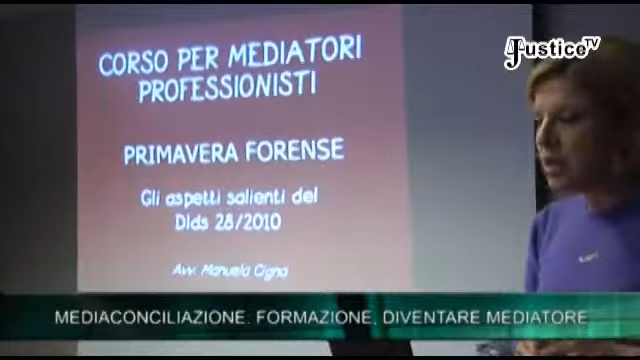 JusticeTV
CORSO PER MEDIATORI
PROFESSIONISTI
PRIMAVERA FORENSE
Gli aspetti salienti del
Dlds 28/2010
Avv. Manuela Cigna
MEDIACONCILIAZIONE. FORMAZIONE, DIVENTARE MEDIATORE